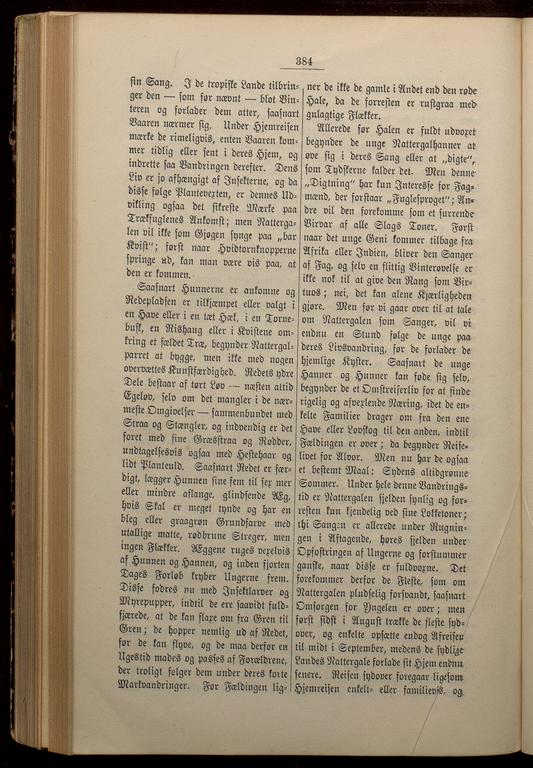 384
sin Sang. I de tropiske Lande tilbrin-
ger den — som før nævnt — blot Vin-
teren og forlader dem atter, saasnart
Vaaren nærmer sig. Under Hjemreisen
mærke de rimeligvis, enten Vaaren kom-
mer tidlig eller sent i deres Hjem, og
indrette saa Vandringen derefter. Dens
Liv er jo afhængigt af Insekterne, og da
disse følge Plantevexten, er dennes Ud-
vikling ogsaa det sikreste Mærke paa
Trækfuglenes Ankomst; men Natterga-
len vil ikke som Gjøgen synge paa „bar
Kvist“; først naar Hvidtornknopperne
springe ud, kan man være vis paa, at
den er kommen.
Saasnart Hunnerne er ankomne og
Redepladsen er tilkjæmpet eller valgt i
en Have eller i en tæt Hæk, i en Torne-
busk, en Rishaug eller i Kvistene om-
kring et fældet Træ, begynder Nattergal-
parret at bygge, men ikke med nogen
overvættes Kunstfærdighed. Redets ydre
Dele bestaar af tørt Løv — næsten altid
Egeløv, selv om det mangler i de nær-
meste Omgivelser — sammenbundet med
Straa og Stængler, og indvendig er det
foret med fine Græsstraa og Rødder,
undtagelsesvis ogsaa med Hestehaar og
lidt Planteuld. Saasnart Redet er fær-
digt, lægger Hunnen sine fem til sex mer
eller mindre aflange, glindsende Æg,
hvis Skal er meget tynde og har en
bleg eller graagrøn Grundfarve med
utallige matte, rødbrune Streger, men
ingen Flækker. Æggene ruges vexelvis
af Hunnen og Hannen, og inden fjorten
Dages Forløb kryber Ungerne frem.
Disse fodres nu med Insektlarver og
Myrepupper, indtil de ere saavidt fuld-
fjærede, at de kan flaxe om fra Gren til
Gren; de hopper nemlig ud af Redet,
før de kan flyve, og de maa derfor en
Ugestid mades og passes af Forældrene,
der troligt følger dem under deres korte
Markvandringer. Før Fældingen lig-
ner de ikke de gamle i Andet end den røde
Hale, da de forresten er rustgraa med
gulagtige Flækker.
Allerede før Halen er fuldt udvoxet
begynder de unge Nattergalhanner at
øve sig i deres Sang eller at „digte“,
som Tydskerne kalder det. Men denne
„Digtning“ har kun Interesse for Fag-
mænd, der forstaar „Fuglesproget“; An-
dre vil den forekomme som et surrende
Virvar af alle Slags Toner. Først
naar det unge Geni kommer tilbage fra
Afrika eller Indien, bliver den Sanger
af Fag, og selv en flittig Vinterøvelse er
ikke nok til at give den Rang som Vir-
tuos; nei, det kan alene Kjærligheden
gjøre. Men før vi gaar over til at tale
om Nattergalen som Sanger, vil vi
endnu en Stund følge de unge paa
deres Livsvandring, før de forlader de
hjemlige Kyster. Saasnart de unge
Hanner og Hunner kan føde sig selv,
begynder de et Omstreiferliv for at finde
rigelig og afvexlende Næring, idet de en-
kelte Familier drager om fra den ene
Have eller Løvskog til den anden, indtil
Fældingen er over; da begynder Reise-
livet for Alvor. Men nu har de ogsaa
et bestemt Maal: Sydens altidgrønne
Sommer. Under hele denne Vandrings-
tid er Nattergalen sjelden synlig og for-
resten kun kjendelig ved sine Lokketoner;
thi Sangen er allerede under Rugnin-
gen i Aftagende, høres sjelden under
Opfostringen af Ungerne og forstummer
ganske, naar disse er fuldvoxne. Det
forekommer derfor de Fleste, som om
Nattergalen pludselig forsvandt, saasnart
Omsorgen for Yngelen er over; men
først sidst i August trække de fleste syd-
over, og enkelte opsætte endog Afreisen
til midt i September, medens de sydlige
Landes Nattergale forlade sit Hjem endnu
senere. Reisen sydover foregaar ligesom
Hjemreisen enkelt- eller familievis, og